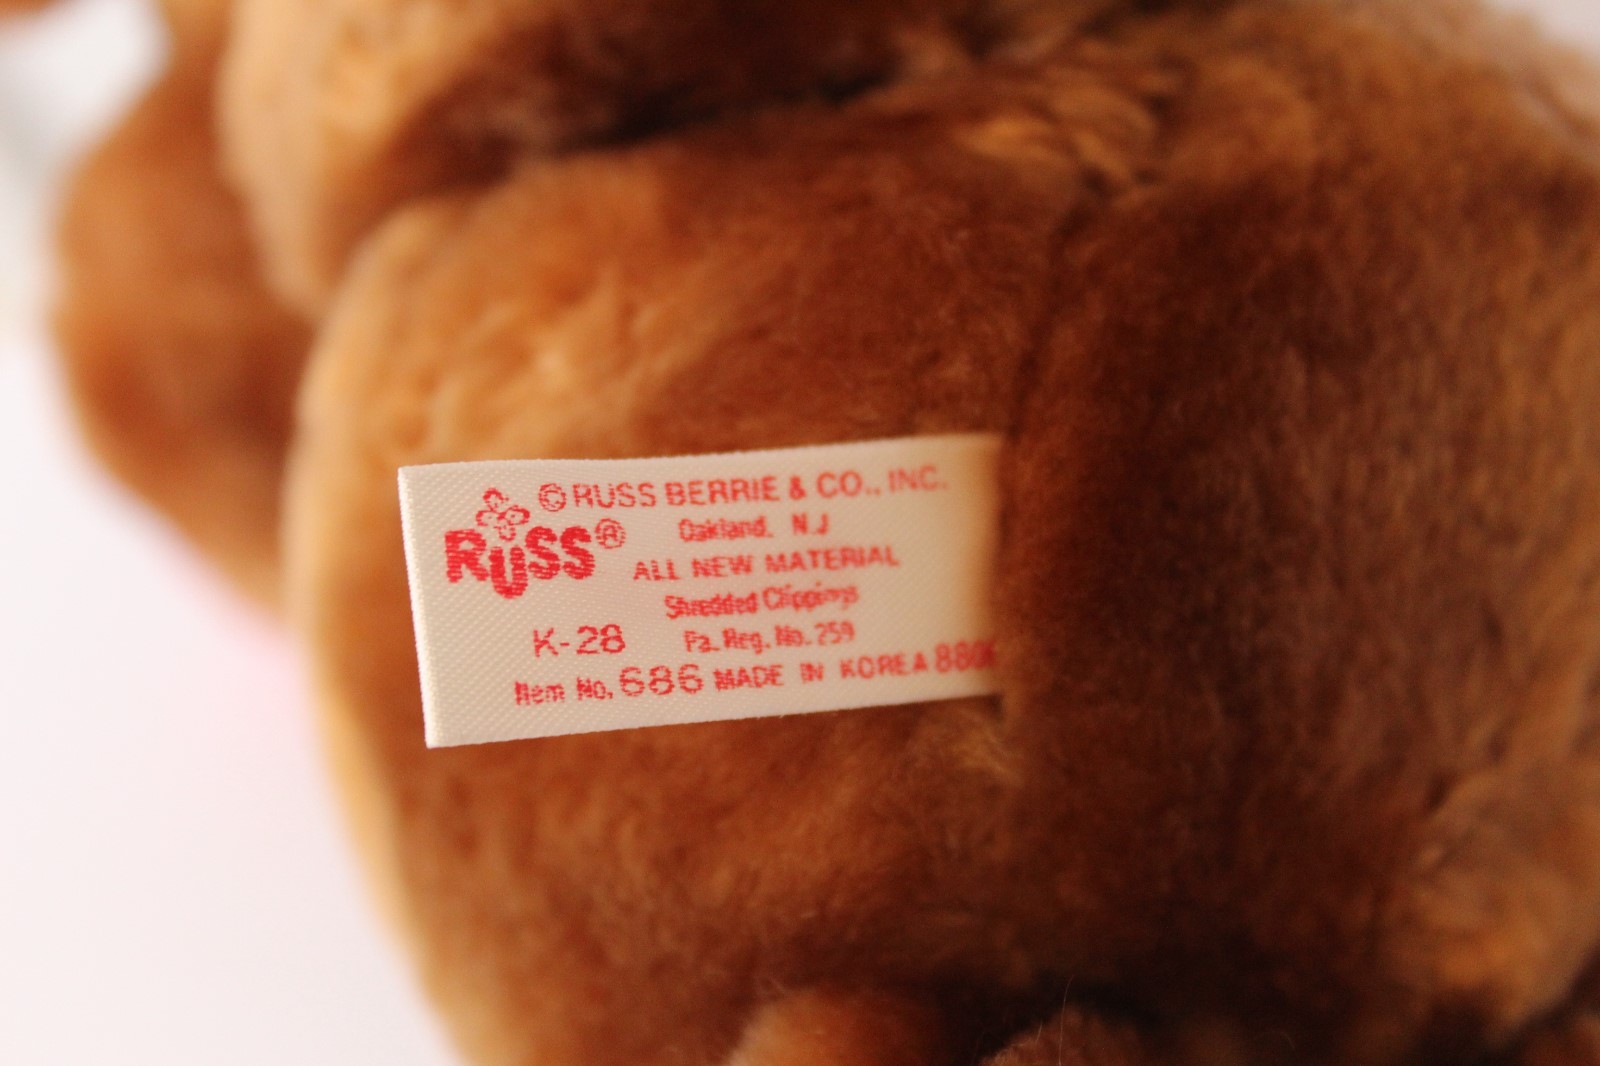 © RUSS BERRIE & CO., INC.
RUSS®
Oakland, N.J
ALL NEW MATERIAL
Shredded Clippings
K-28
Pa. Reg. No. 259
Item No. 686 MADE IN KOREA